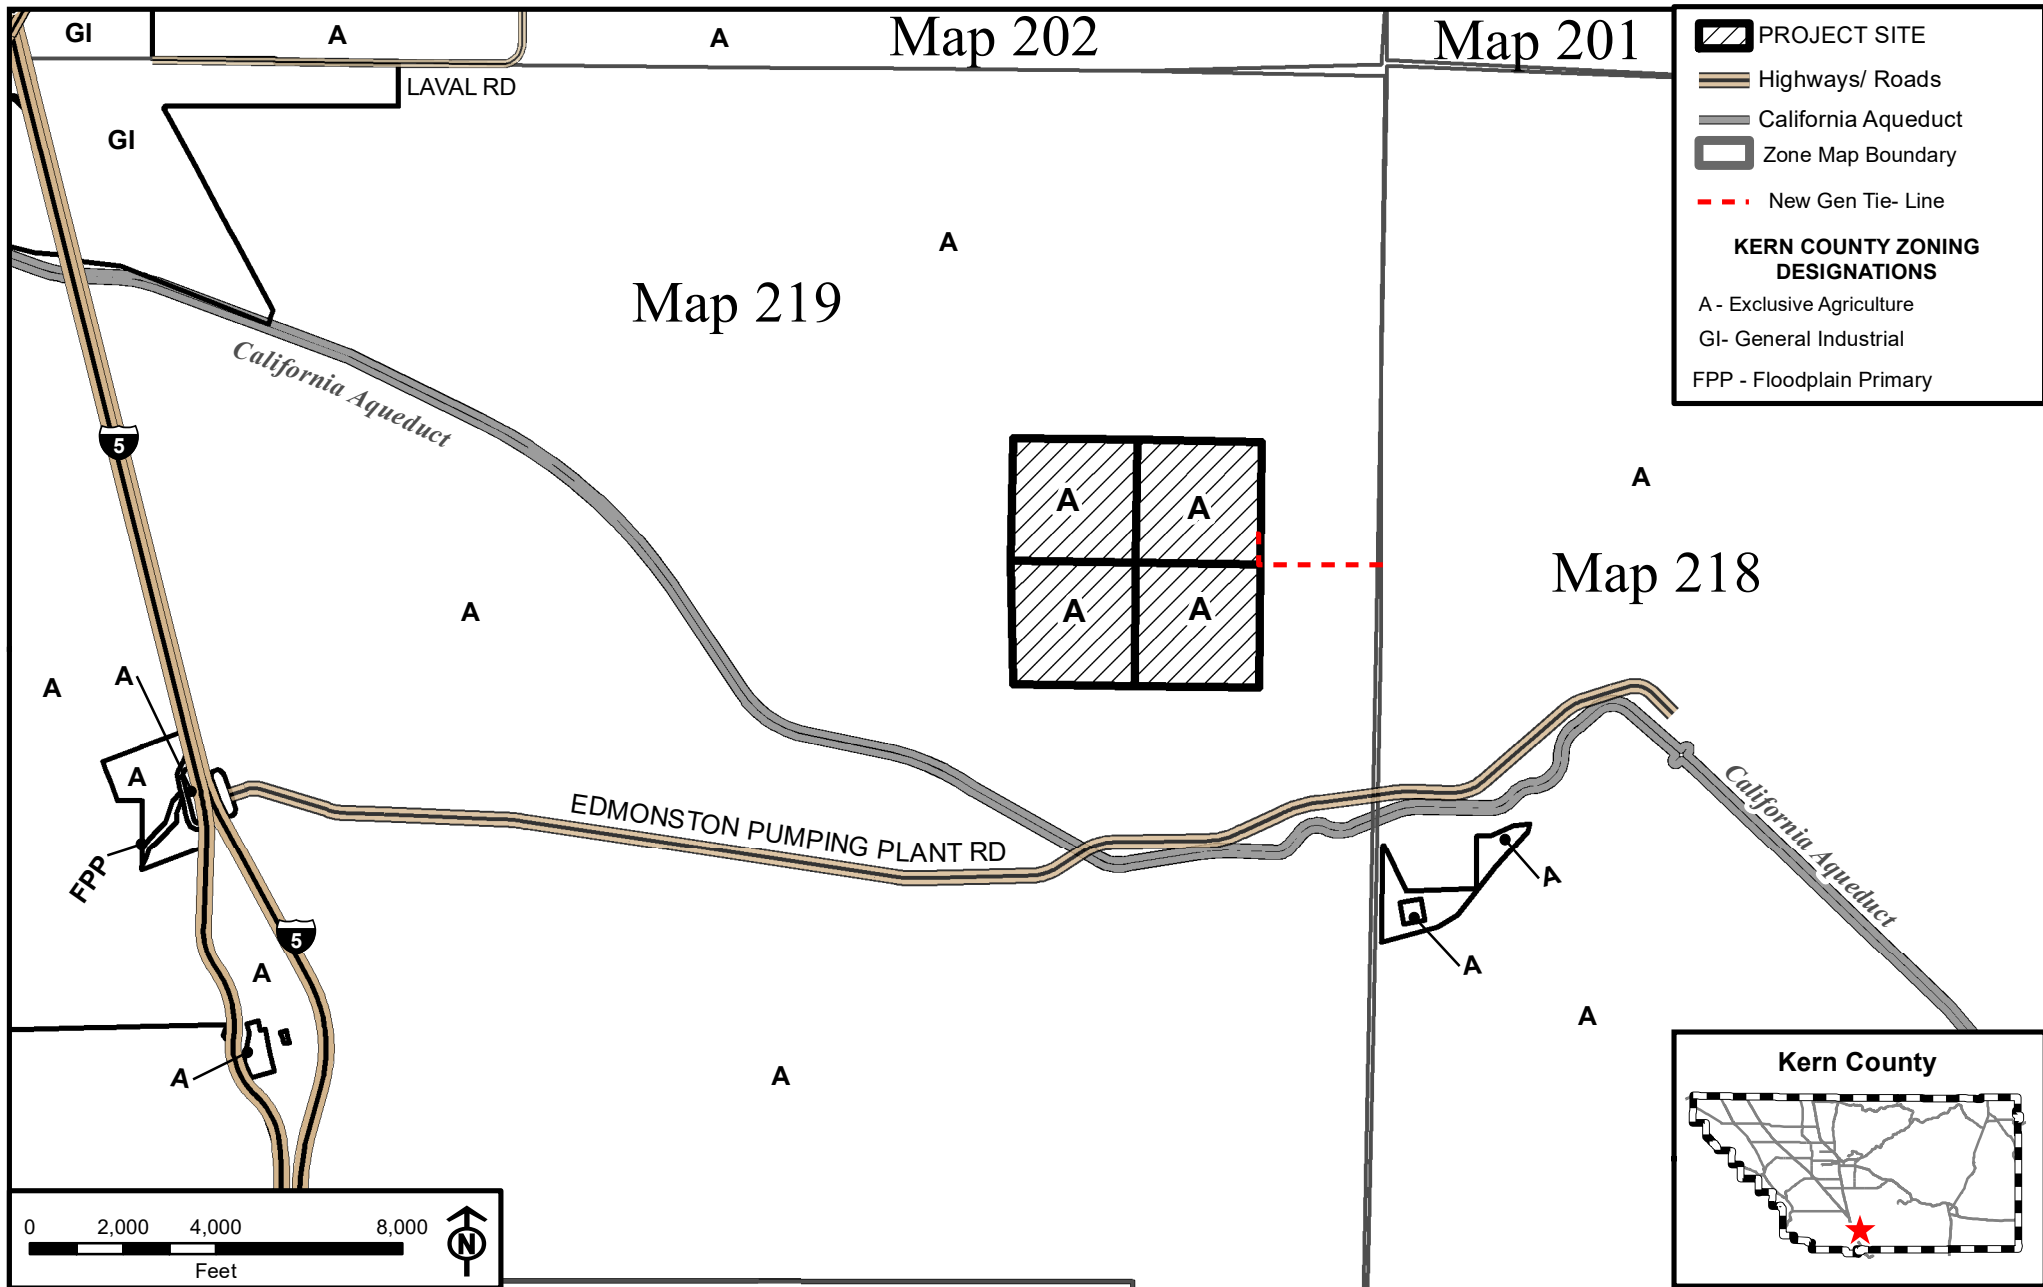 GI
A
A
Map 202
Map 201
LAVAL RD
GI
A
Map 219
California Aqueduct
5
A
A
A
A
A
Map 218
A
A
A
A
A
FPP
EDMONSTON PUMPING PLANT RD
California Aqueduct
A
A
5
A
A
A
A
PROJECT SITE
Highways/ Roads
California Aqueduct
Zone Map Boundary
New Gen Tie- Line
KERN COUNTY ZONING
DESIGNATIONS
A - Exclusive Agriculture
GI- General Industrial
FPP - Floodplain Primary
Kern County
0 2,000 4,000 8,000
Feet
N